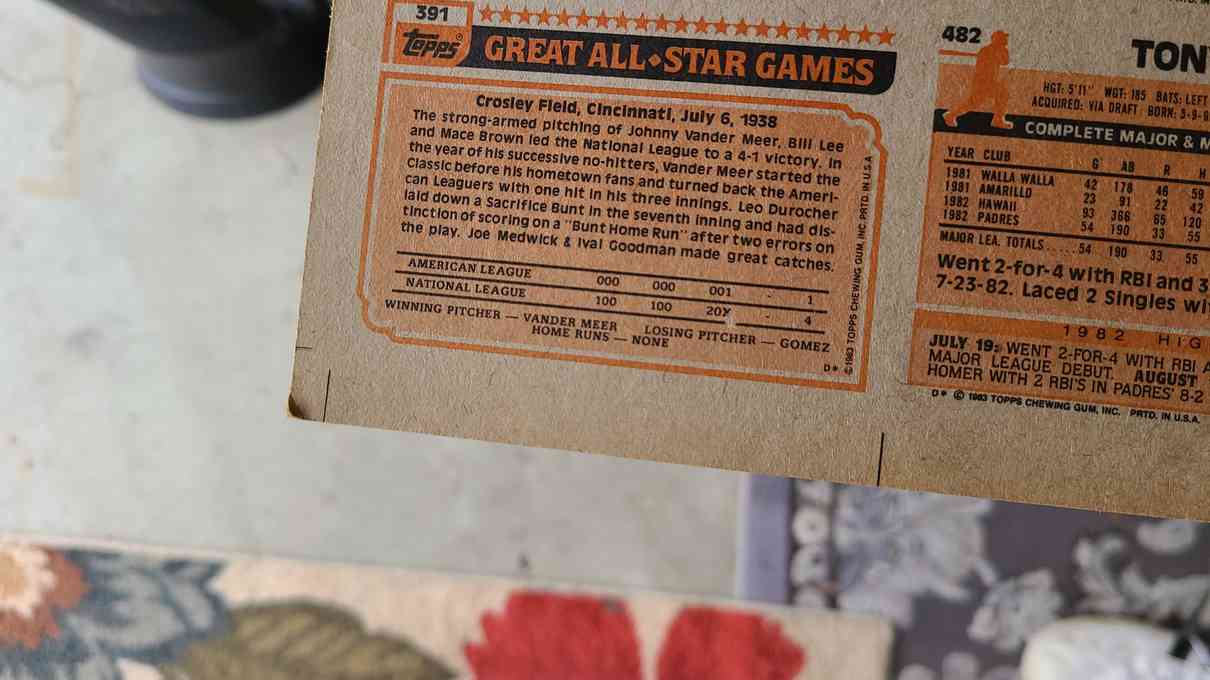 391
Topps®
GREAT ALL-STAR GAMES
Crosley Field, Cincinnati, July 6, 1938
The strong-armed pitching of Johnny Vander Meer, Bill Lee
and Mace Brown led the National League to a 4-1 victory. In
the year of his successive no-hitters, Vander Meer started the
Classic before his hometown fans and turned back the Ameri-
can Leaguers with one hit in his three innings. Leo Durocher
laid down a Sacrifice Bunt in the seventh inning and had dis-
tinction of scoring on a "Bunt Home Run" after two errors on
the play. Joe Medwick & Ival Goodman made great catches.
AMERICAN LEAGUE 000 000 001 - 1
NATIONAL LEAGUE 100 100 20X - 4
WINNING PITCHER — VANDER MEER LOSING PITCHER — GOMEZ
HOME RUNS — NONE
D*
©1983 TOPPS CHEWING GUM, INC. PRTD. IN U.S.A.
482
TON
HGT: 5'11" WGT: 185 BATS: LEFT
ACQUIRED: VIA DRAFT BORN: 5-9-6
COMPLETE MAJOR & M
YEAR CLUB G AB R H
1981 WALLA WALLA 42 178 46 59
1981 AMARILLO 23 91 22 42
1982 HAWAII 93 366 65 120
1982 PADRES 54 190 33 55
MAJOR LEA. TOTALS ..... 54 190 33 55
Went 2-for-4 with RBI and 3
7-23-82. Laced 2 Singles wi
1982 HIG
JULY 19: WENT 2-FOR-4 WITH RBI A
MAJOR LEAGUE DEBUT. AUGUST
HOMER WITH 2 RBI'S IN PADRES' 8-2
D* © 1983 TOPPS CHEWING GUM, INC. PRTD. IN U.S.A.